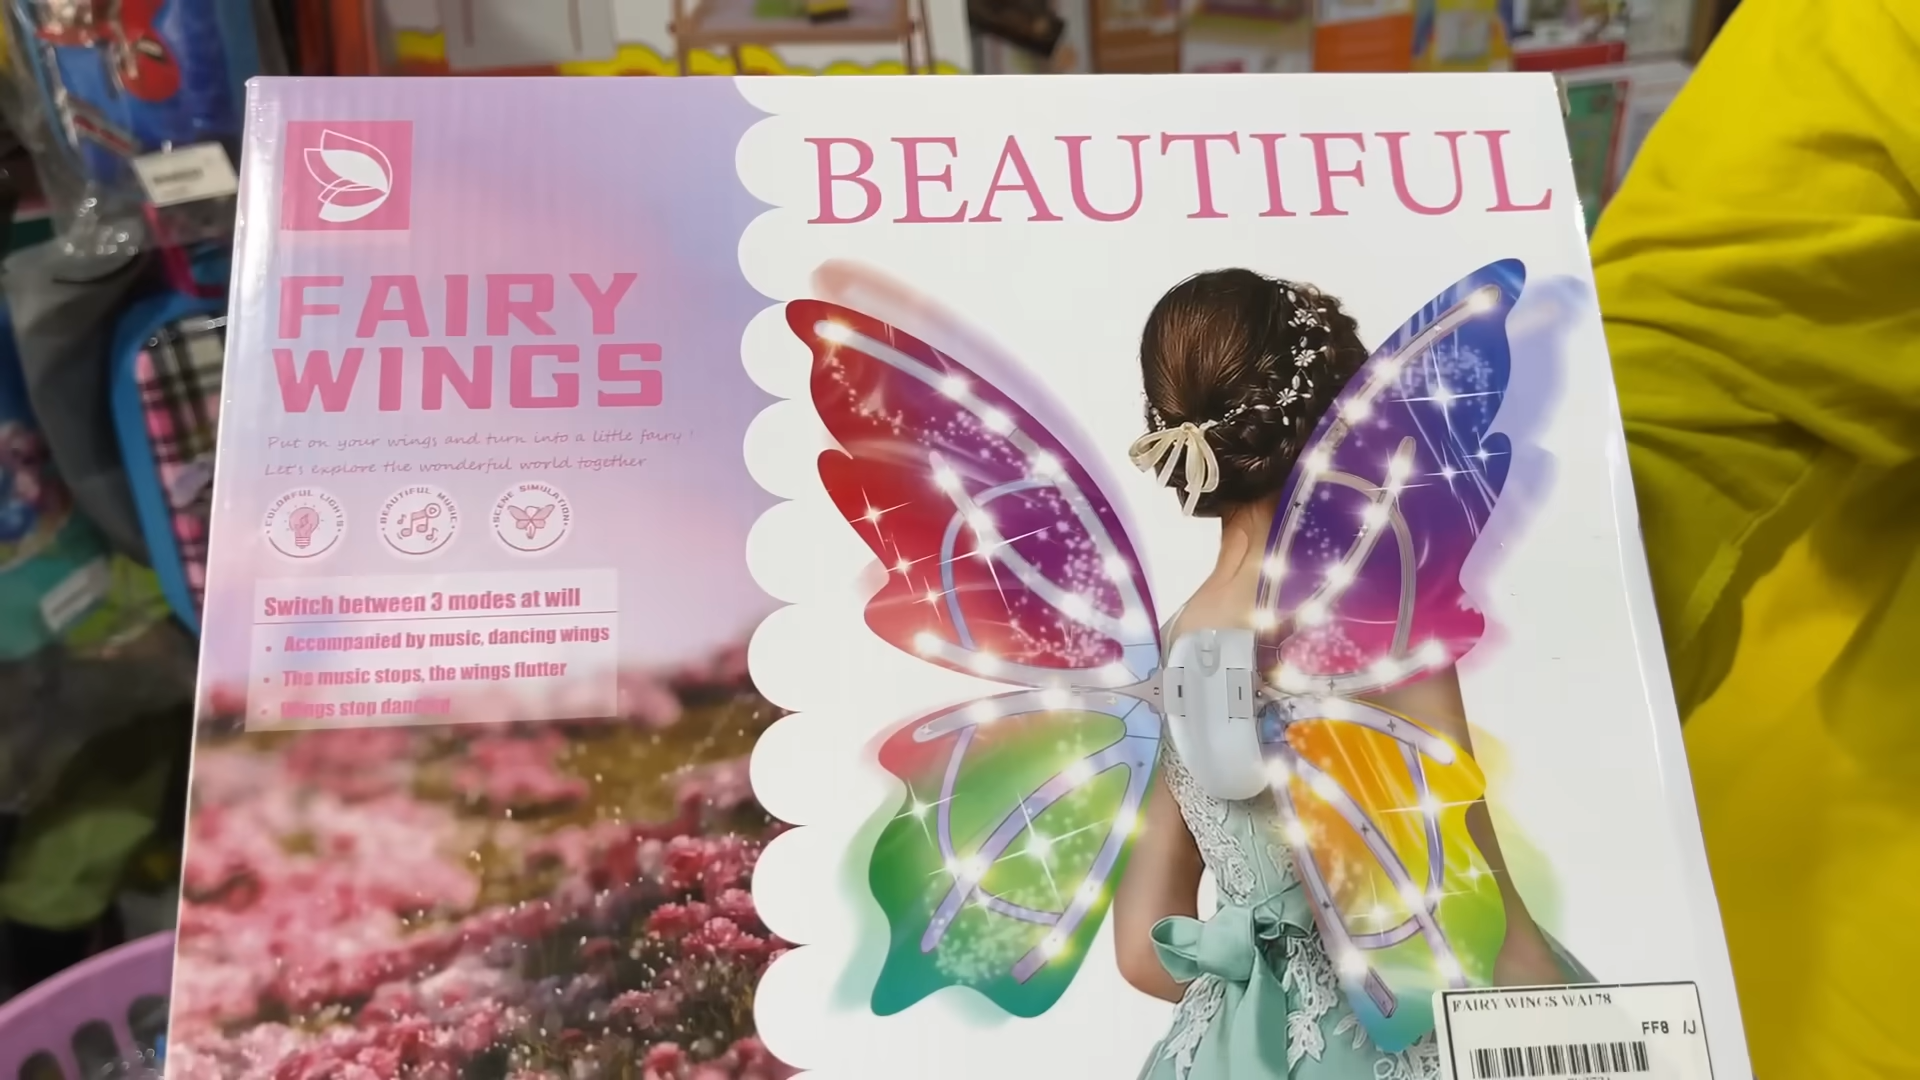 BEAUTIFUL
FAIRY
WINGS
Put on your wings and turn into a little fairy!
Let's explore the wonderful world together
COLORFUL LIGHTS
BEAUTIFUL MUSIC
SCENE SIMULATION
Switch between 3 modes at will
• Accompanied by music, dancing wings
• The music stops, the wings flutter
• Wings stop dancing
FAIRY WINGS WA178
FF8 /J